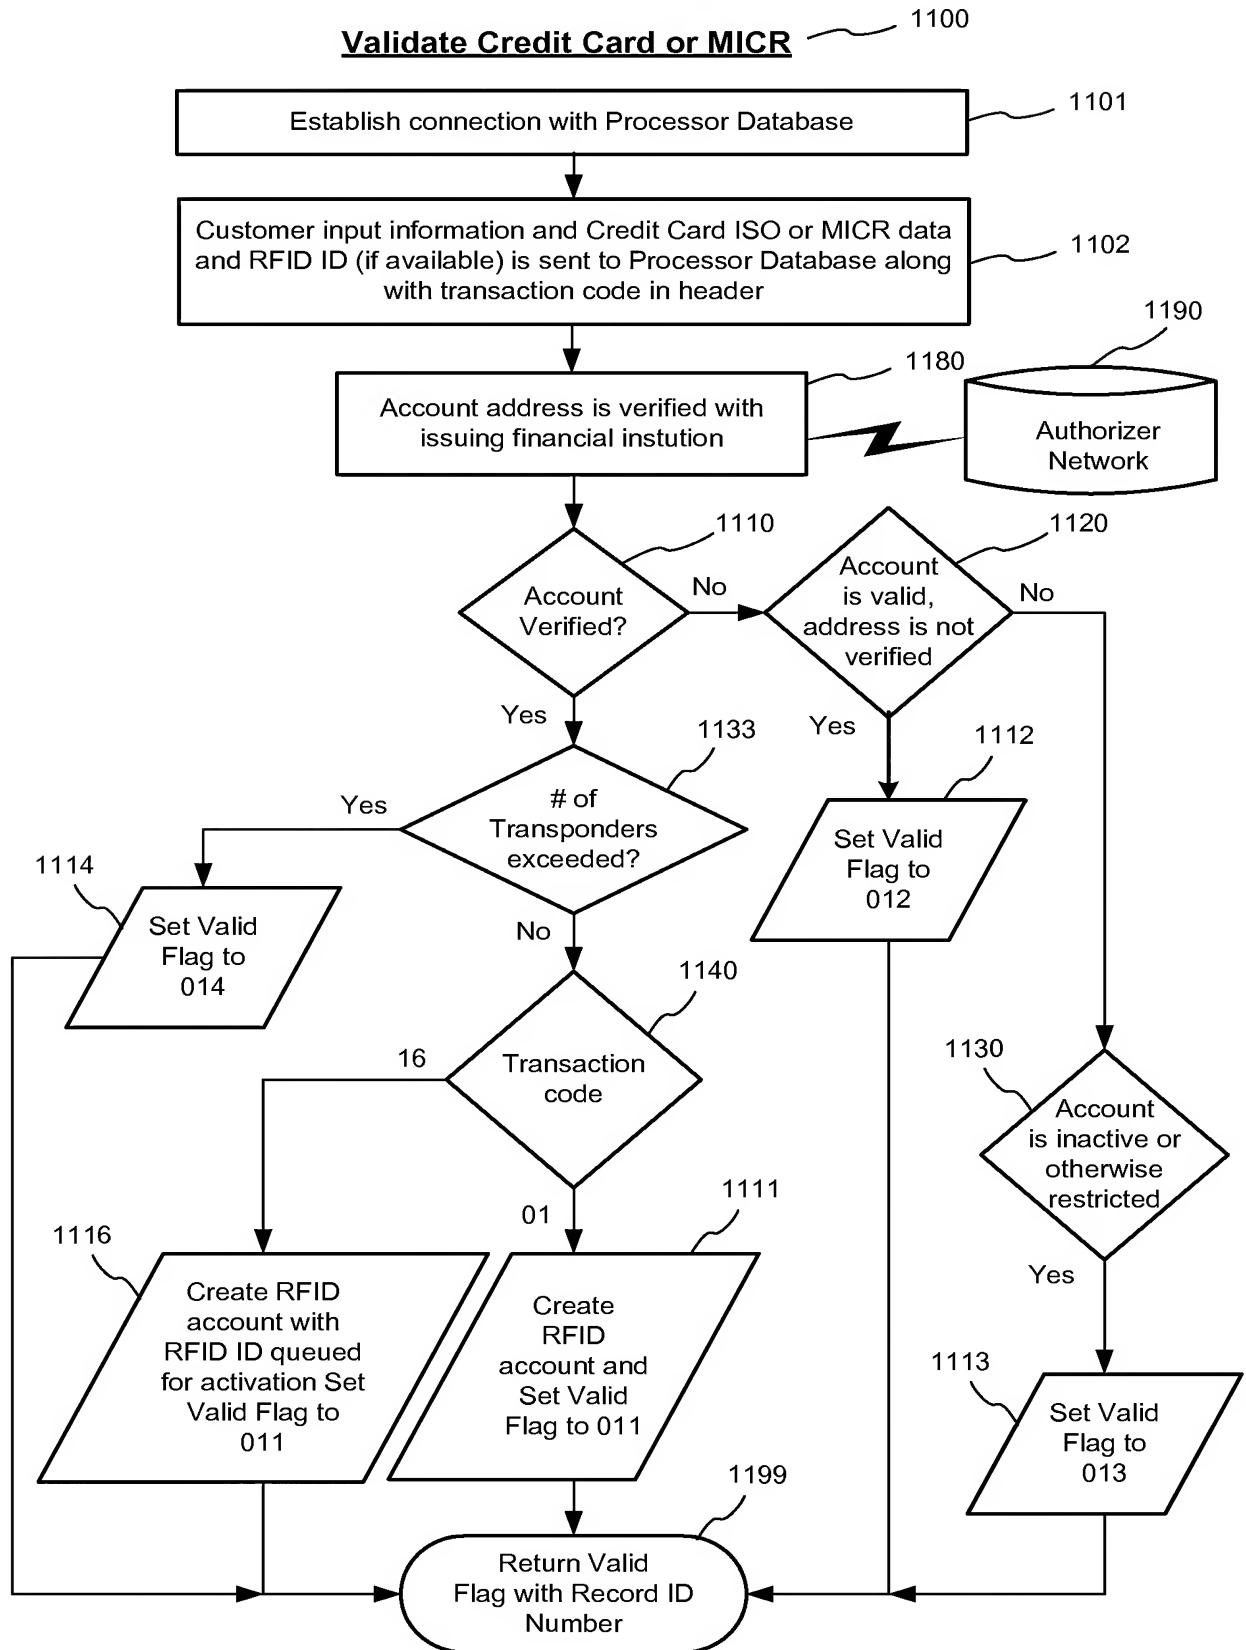 1100
Validate Credit Card or MICR
1101
Establish connection with Processor Database
1102
Customer input information and Credit Card ISO or MICR data
and RFID ID (if available) is sent to Processor Database along
with transaction code in header
1190
1180
Account address is verified with
issuing financial instution
Authorizer
Network
1110
1120
Account
Verified?
No
Account
is valid,
address is not
verified
No
Yes
Yes
1133
1112
# of
Transponders
exceeded?
Yes
Set Valid
Flag to
012
1114
Set Valid
Flag to
014
No
1140
16
Transaction
code
1130
Account
is inactive or
otherwise
restricted
01
1111
1116
Create RFID
account with
RFID ID queued
for activation Set
Valid Flag to
011
Create
RFID
account and
Set Valid
Flag to 011
Yes
1113
Set Valid
Flag to
013
1199
Return Valid
Flag with Record ID
Number